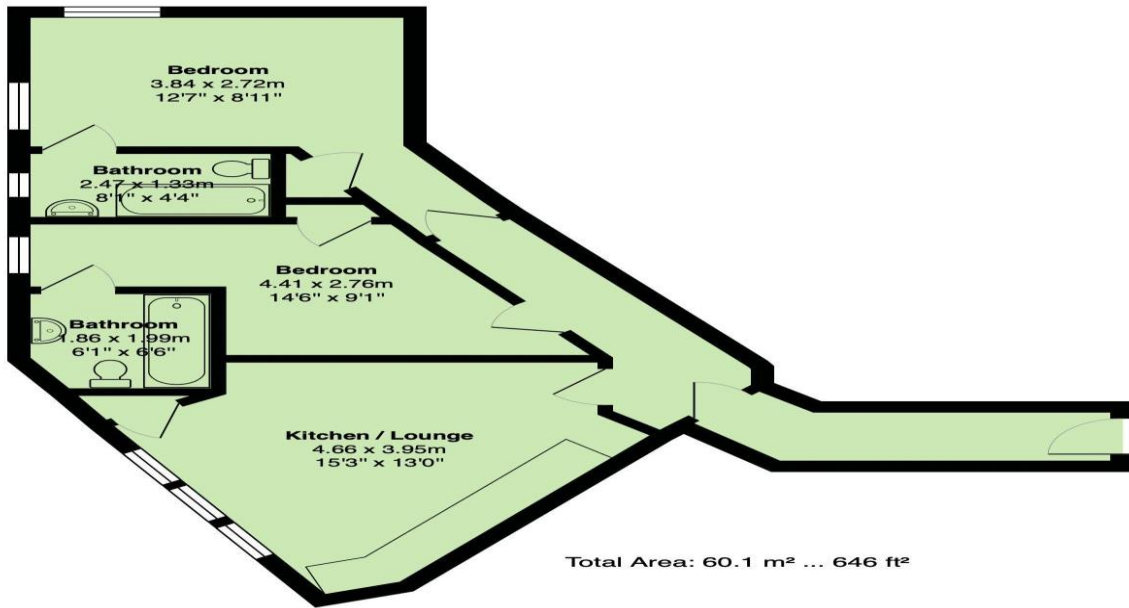 Bedroom
3.84 x 2.72m
12'7" x 8'11"
Bathroom
2.47 x 1.33m
8'1" x 4'4"
Bedroom
4.41 x 2.76m
14'6" x 9'1"
Bathroom
1.86 x 1.99m
6'1" x 6'6"
Kitchen / Lounge
4.66 x 3.95m
15'3" x 13'0"
Total Area: 60.1 m² ... 646 ft²